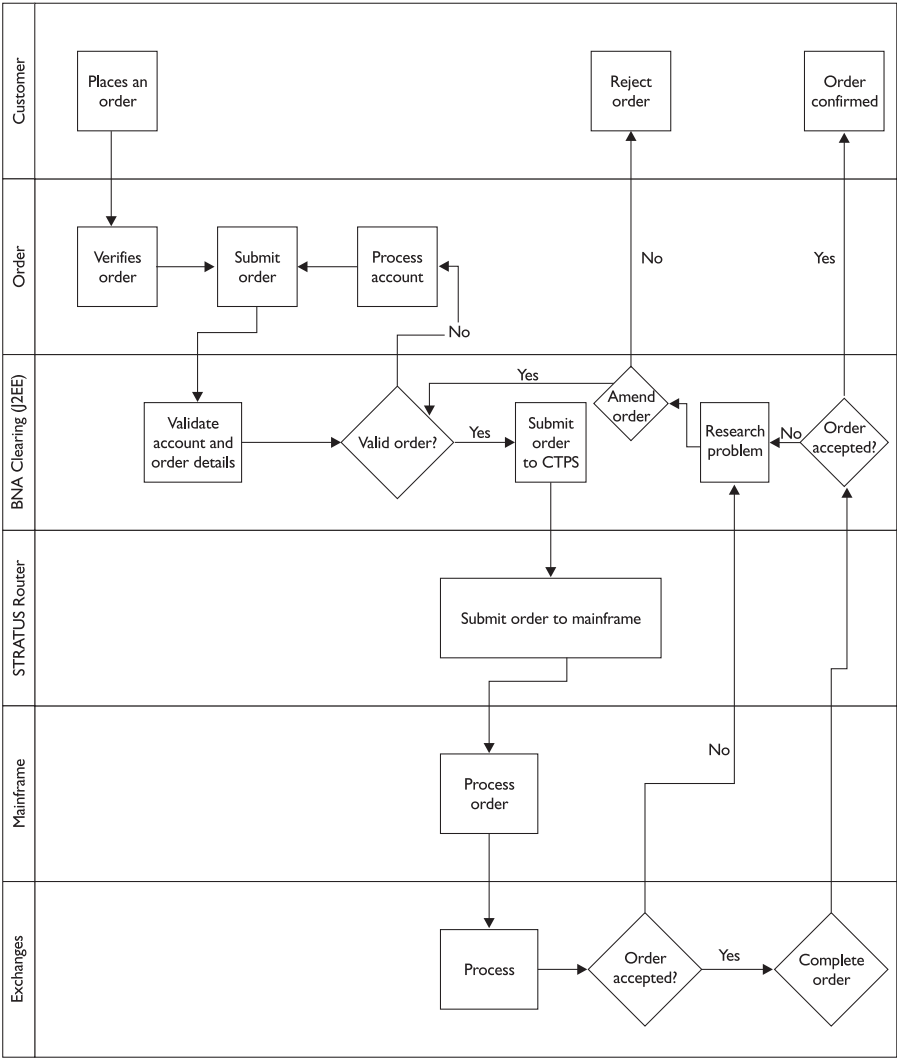 Customer
Places an
order
Reject
order
Order
confirmed
Order
Verifies
order
Submit
order
Process
account
No
No
Yes
BNA Clearing (J2EE)
Validate
account and
order details
Valid order?
Yes
Yes
Submit
order
to CTPS
Amend
order
Research
problem
No
Order
accepted?
STRATUS Router
Submit order to mainframe
Mainframe
Process
order
No
Exchanges
Process
Order
accepted?
Yes
Complete
order